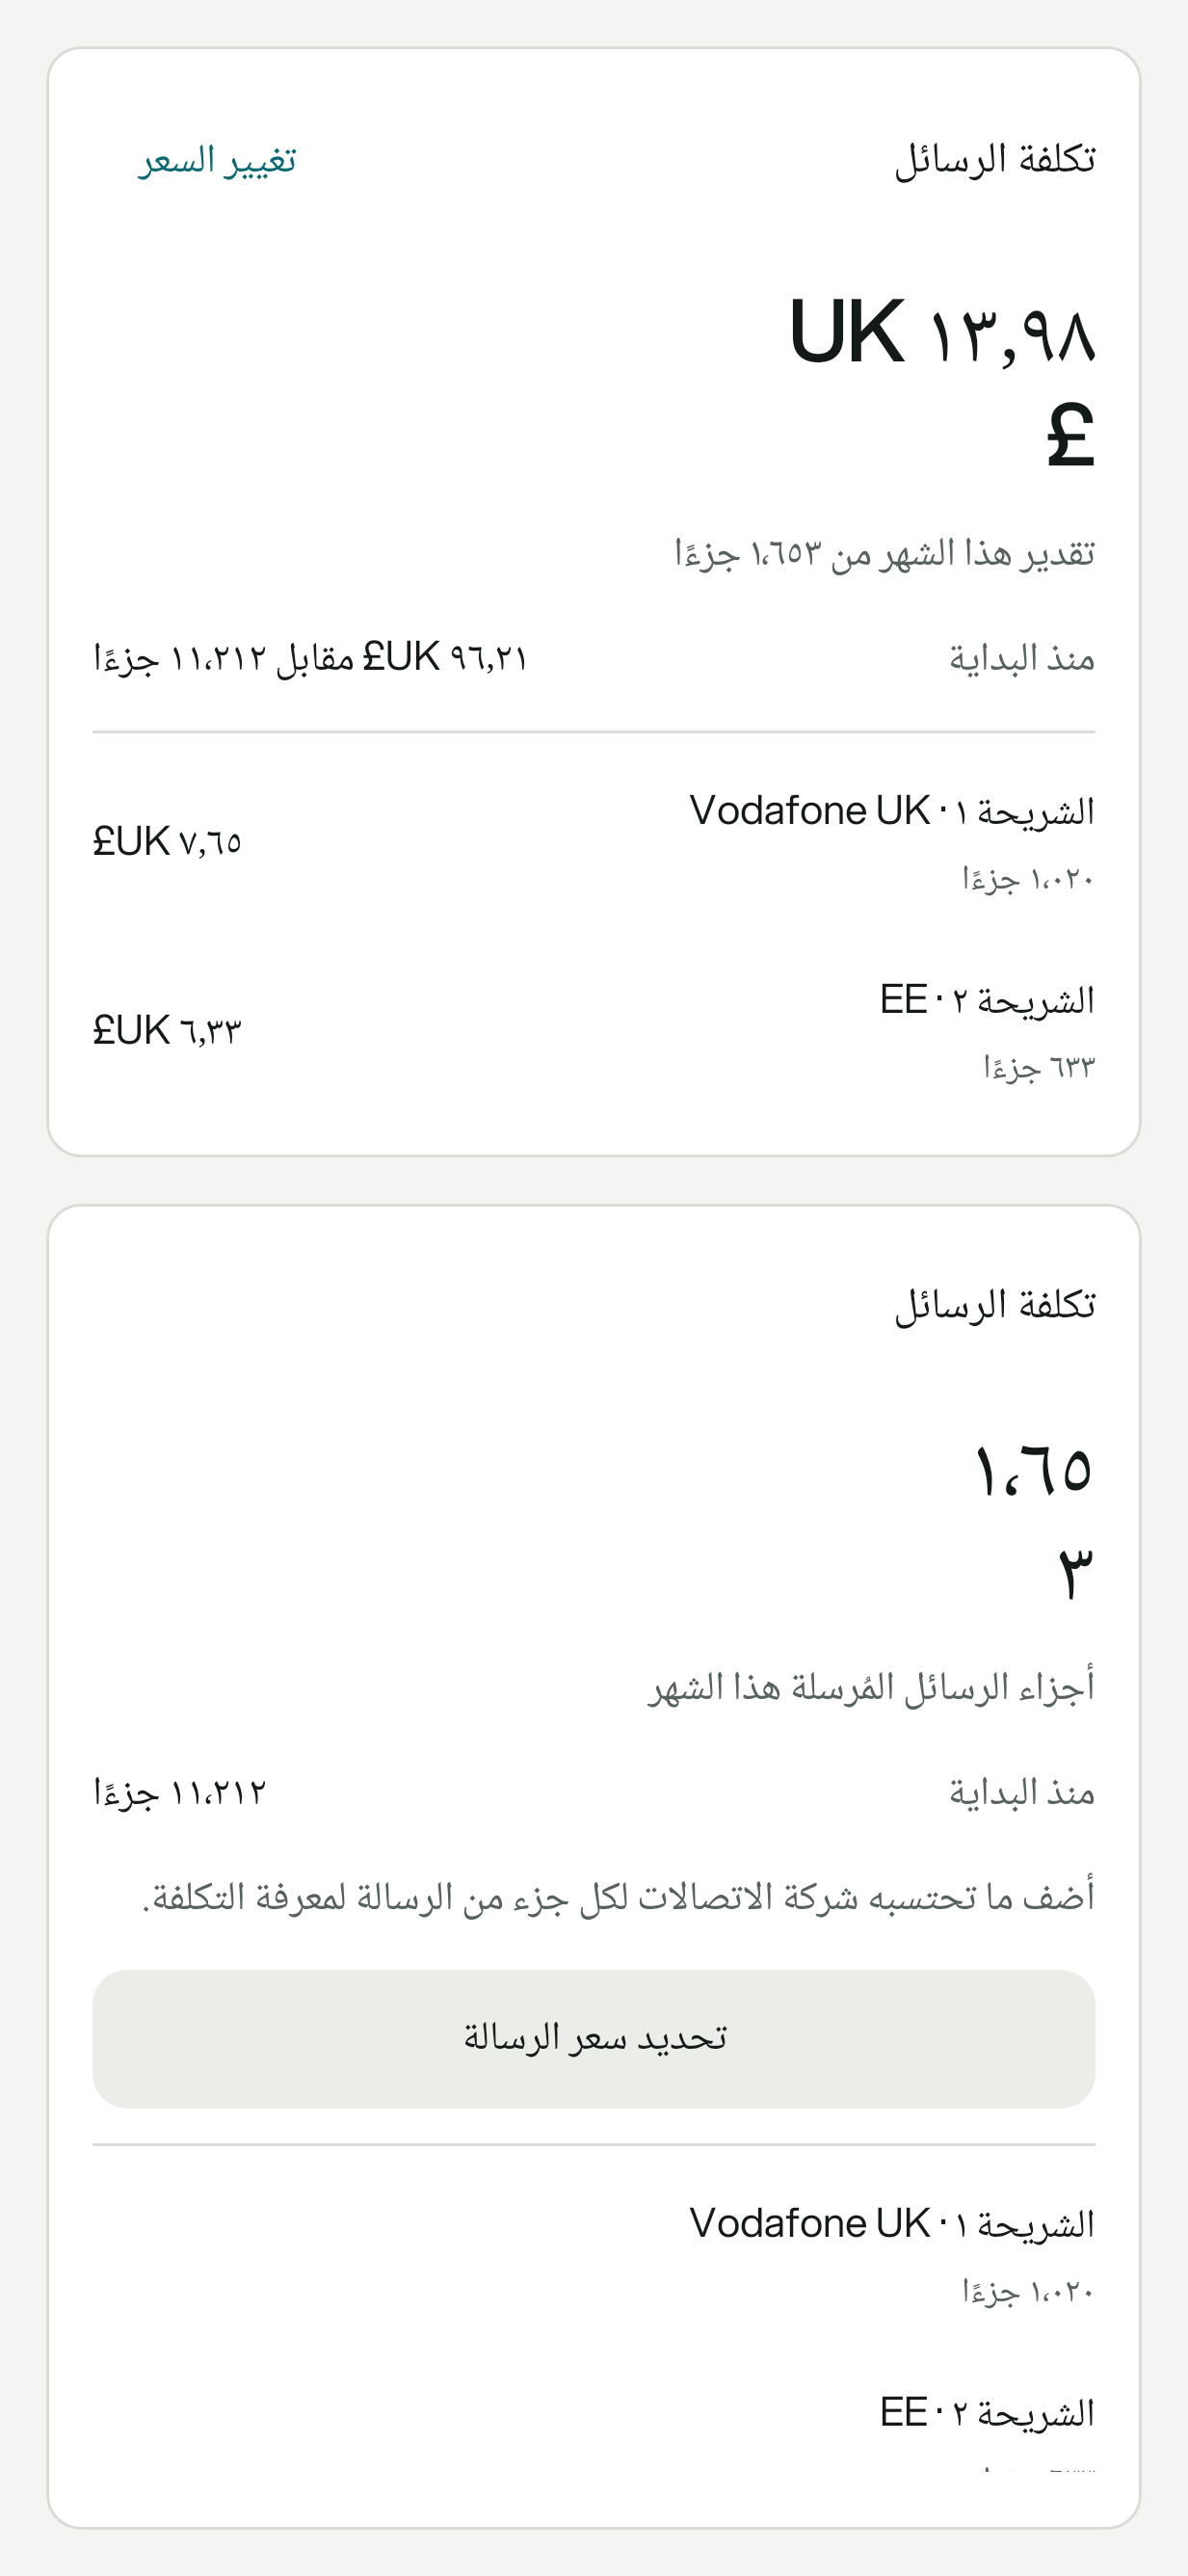 تكلفة الرسائل
تغيير السعر
١٣,٩٨ UK
£
تقدير هذا الشهر من ١،٦٥٣ جزءًا
منذ البداية
٩٦,٢١ UK£ مقابل ١١،٢١٢ جزءًا
الشريحة ١ · Vodafone UK
١،٠٢٠ جزءًا
٧,٦٥ UK£
الشريحة ٢ · EE
٦٣٣ جزءًا
٦,٣٣ UK£
تكلفة الرسائل
١،٦٥
٣
أجزاء الرسائل المُرسلة هذا الشهر
منذ البداية
١١،٢١٢ جزءًا
أضف ما تحتسبه شركة الاتصالات لكل جزء من الرسالة لمعرفة التكلفة.
تحديد سعر الرسالة
الشريحة ١ · Vodafone UK
١،٠٢٠ جزءًا
الشريحة ٢ · EE